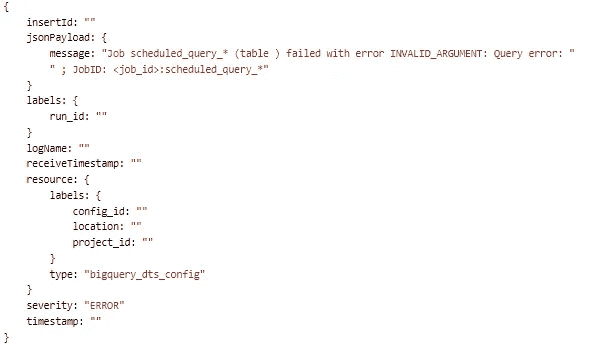 {
insertId: ""
jsonPayload: {
message: "Job scheduled_query_* (table ) failed with error INVALID_ARGUMENT: Query error: "
" ; JobID: <job_id>:scheduled_query_*"
}
labels: {
run_id: ""
}
logName: ""
receiveTimestamp: ""
resource: {
labels: {
config_id: ""
location: ""
project_id: ""
}
type: "bigquery_dts_config"
}
severity: "ERROR"
timestamp: ""
}